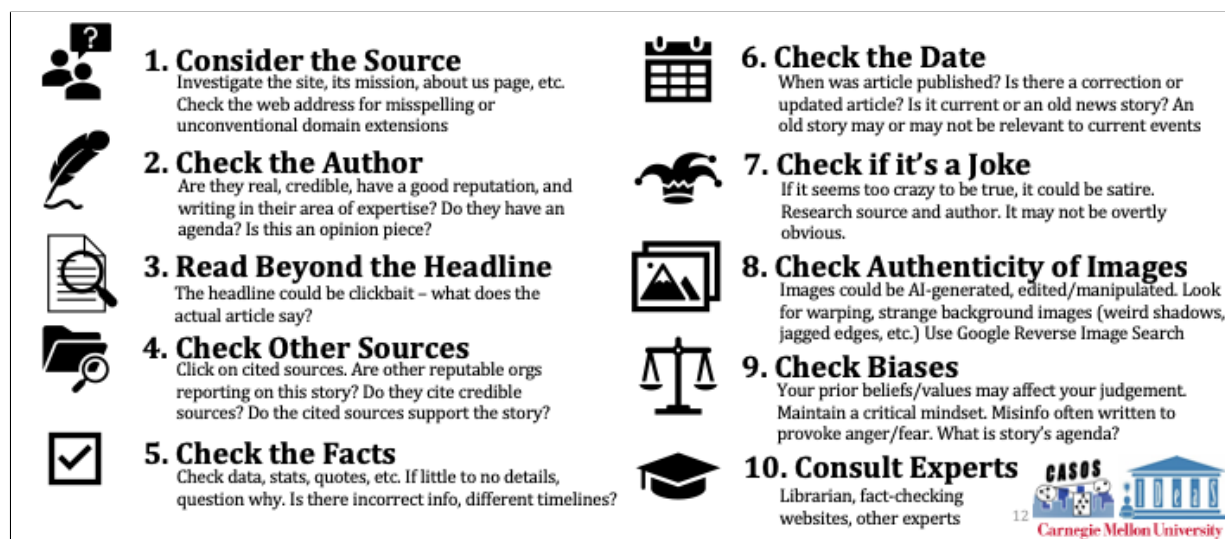 1. Consider the Source
Investigate the site, its mission, about us page, etc.
Check the web address for misspelling or
unconventional domain extensions
2. Check the Author
Are they real, credible, have a good reputation, and
writing in their area of expertise? Do they have an
agenda? Is this an opinion piece?
3. Read Beyond the Headline
The headline could be clickbait – what does the
actual article say?
4. Check Other Sources
Click on cited sources. Are other reputable orgs
reporting on this story? Do they cite credible
sources? Do the cited sources support the story?
5. Check the Facts
Check data, stats, quotes, etc. If little to no details,
question why. Is there incorrect info, different timelines?
6. Check the Date
When was article published? Is there a correction or
updated article? Is it current or an old news story? An
old story may or may not be relevant to current events
7. Check if it's a Joke
If it seems too crazy to be true, it could be satire.
Research source and author. It may not be overtly
obvious.
8. Check Authenticity of Images
Images could be AI-generated, edited/manipulated. Look
for warping, strange background images (weird shadows,
jagged edges, etc.) Use Google Reverse Image Search
9. Check Biases
Your prior beliefs/values may affect your judgement.
Maintain a critical mindset. Misinfo often written to
provoke anger/fear. What is story's agenda?
10. Consult Experts
Librarian, fact-checking
websites, other experts
12
CASOS
IDeaS
Carnegie Mellon University
?